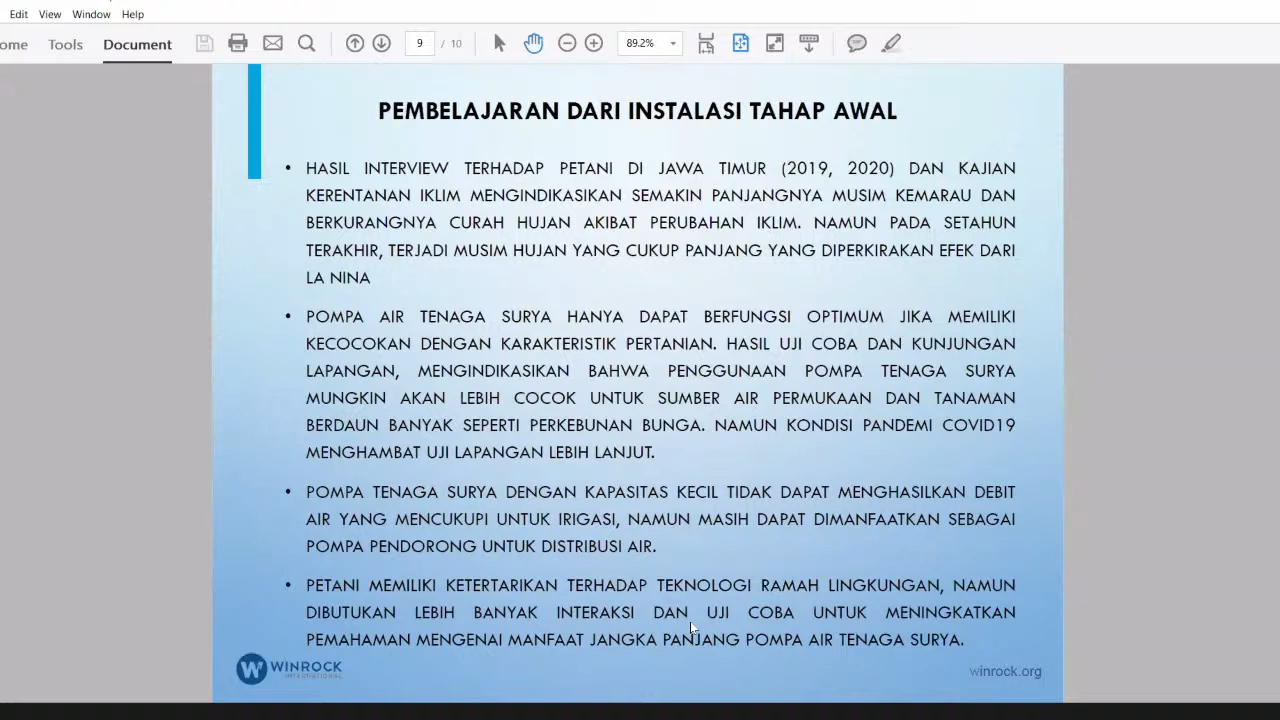 Edit View Window Help
ome Tools Document 9 / 10 89.2%
PEMBELAJARAN DARI INSTALASI TAHAP AWAL
• HASIL INTERVIEW TERHADAP PETANI DI JAWA TIMUR (2019, 2020) DAN KAJIAN
KERENTANAN IKLIM MENGINDIKASIKAN SEMAKIN PANJANGNYA MUSIM KEMARAU DAN
BERKURANGNYA CURAH HUJAN AKIBAT PERUBAHAN IKLIM. NAMUN PADA SETAHUN
TERAKHIR, TERJADI MUSIM HUJAN YANG CUKUP PANJANG YANG DIPERKIRAKAN EFEK DARI
LA NINA
• POMPA AIR TENAGA SURYA HANYA DAPAT BERFUNGSI OPTIMUM JIKA MEMILIKI
KECOCOKAN DENGAN KARAKTERISTIK PERTANIAN. HASIL UJI COBA DAN KUNJUNGAN
LAPANGAN, MENGINDIKASIKAN BAHWA PENGGUNAAN POMPA TENAGA SURYA
MUNGKIN AKAN LEBIH COCOK UNTUK SUMBER AIR PERMUKAAN DAN TANAMAN
BERDAUN BANYAK SEPERTI PERKEBUNAN BUNGA. NAMUN KONDISI PANDEMI COVID19
MENGHAMBAT UJI LAPANGAN LEBIH LANJUT.
• POMPA TENAGA SURYA DENGAN KAPASITAS KECIL TIDAK DAPAT MENGHASILKAN DEBIT
AIR YANG MENCUKUPI UNTUK IRIGASI, NAMUN MASIH DAPAT DIMANFAATKAN SEBAGAI
POMPA PENDORONG UNTUK DISTRIBUSI AIR.
• PETANI MEMILIKI KETERTARIKAN TERHADAP TEKNOLOGI RAMAH LINGKUNGAN, NAMUN
DIBUTUKAN LEBIH BANYAK INTERAKSI DAN UJI COBA UNTUK MENINGKATKAN
PEMAHAMAN MENGENAI MANFAAT JANGKA PANJANG POMPA AIR TENAGA SURYA.
W WINROCK
INTERNATIONAL
winrock.org